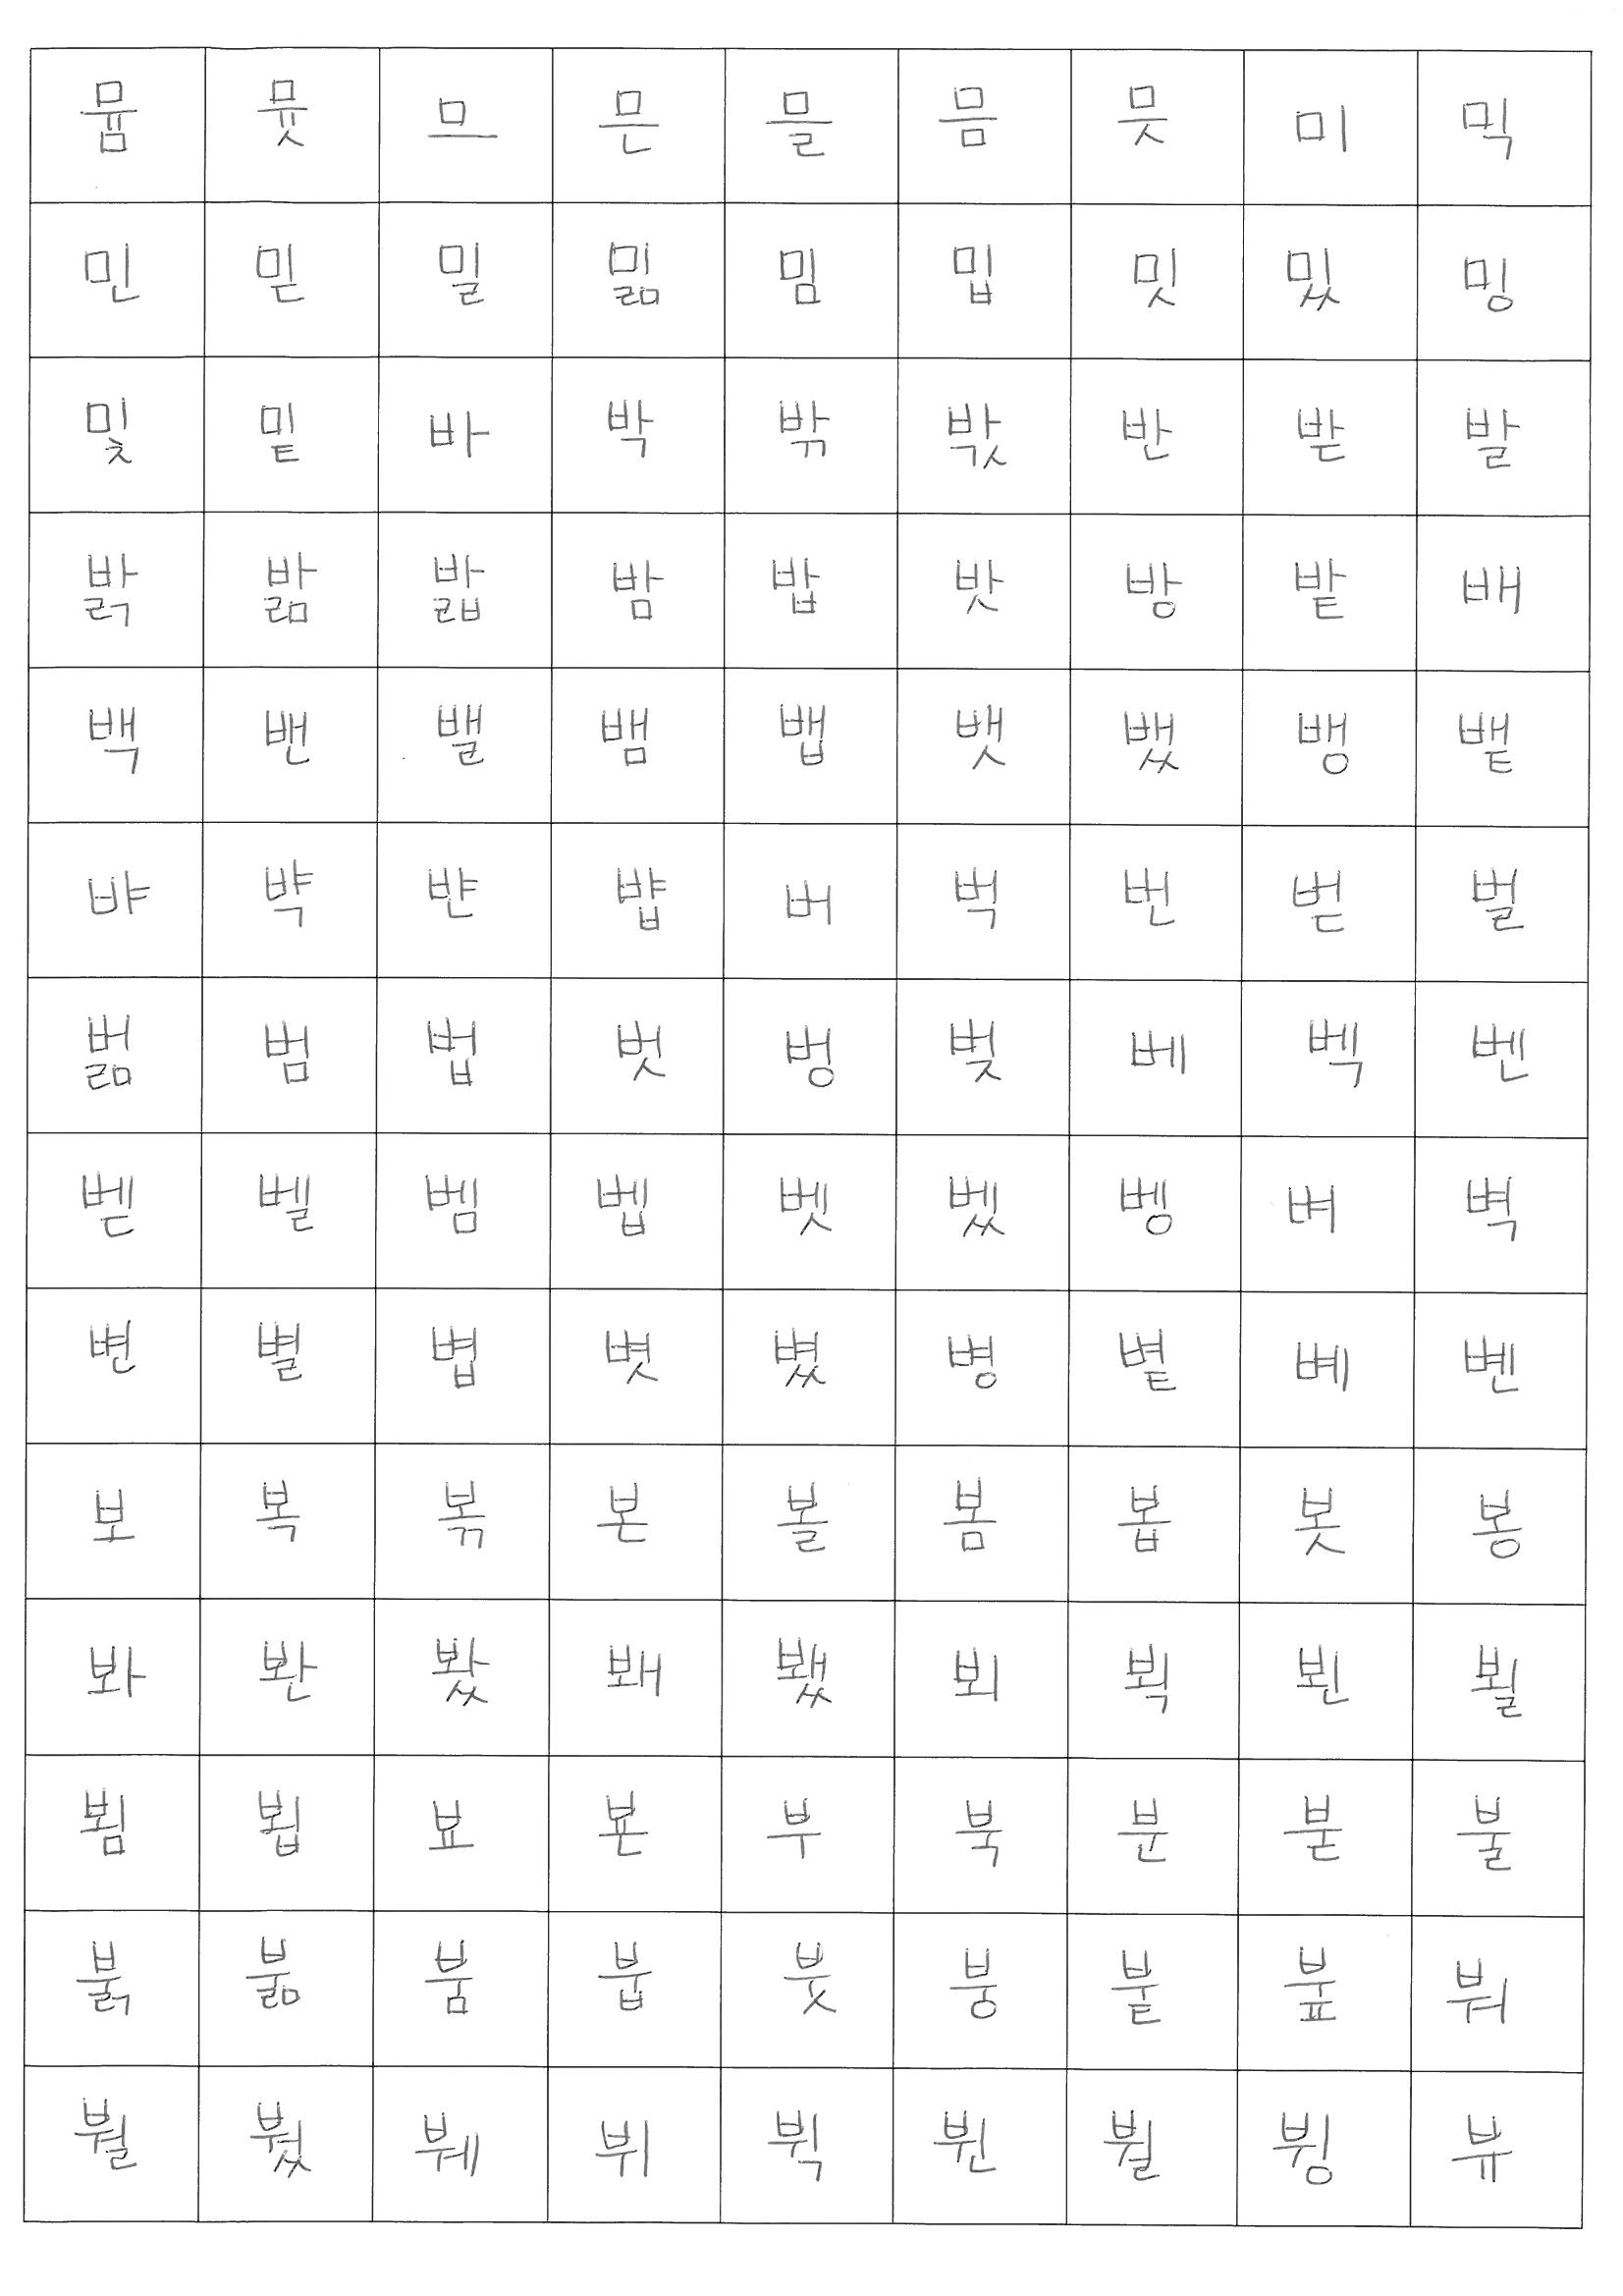 뮴 뮷 므 믄 믈 믐 믓 미 믹
민 믿 밀 밂 밈 밉 밋 밌 밍
및 밑 바 박 밖 밗 반 받 발
밝 밞 밟 밤 밥 밧 방 밭 배
백 밴 밸 뱀 뱁 뱃 뱄 뱅 뱉
뱌 뱍 뱐 뱝 버 벅 번 벋 벌
벎 범 법 벗 벙 벚 베 벡 벤
벧 벨 벰 벱 벳 벴 벵 벼 벽
변 별 볍 볏 볐 병 볕 볘 볜
보 복 볶 본 볼 봄 봅 봇 봉
봐 봔 봤 봬 뵀 뵈 뵉 뵌 뵐
뵘 뵙 뵤 뵨 부 북 분 붇 불
붉 붊 붐 붑 붓 붕 붙 붚 붜
붤 붰 붸 뷔 뷕 뷘 뷜 뷩 뷰